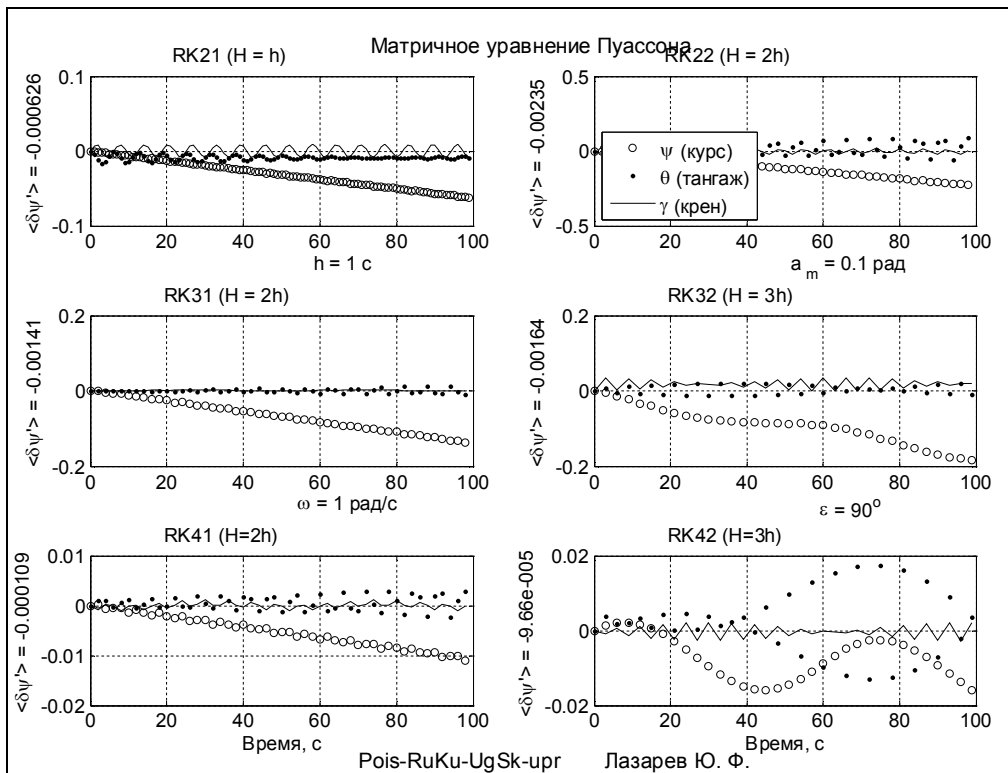 Матричное уравнение Пуассона
RK21 (H = h)
RK22 (H = 2h)
<δψ'> = -0.000626
0.1
0
-0.1
0 20 40 60 80 100
h = 1 c
<δψ'> = -0.00235
0.5
0
-0.5
ψ (курс)
θ (тангаж)
γ (крен)
0 20 40 60 80 100
a m = 0.1 рад
RK31 (H = 2h)
RK32 (H = 3h)
<δψ'> = -0.00141
0.2
0
-0.2
0 20 40 60 80 100
ω = 1 рад/с
<δψ'> = -0.00164
0.2
0
-0.2
0 20 40 60 80 100
ε = 90°
RK41 (H=2h)
RK42 (H=3h)
<δψ'> = -0.000109
0.01
0
-0.01
-0.02
0 20 40 60 80 100
Время, с
<δψ'> = -9.66e-005
0.02
0
-0.02
0 20 40 60 80 100
Время, с
Pois-RuKu-UgSk-upr Лазарев Ю. Ф.